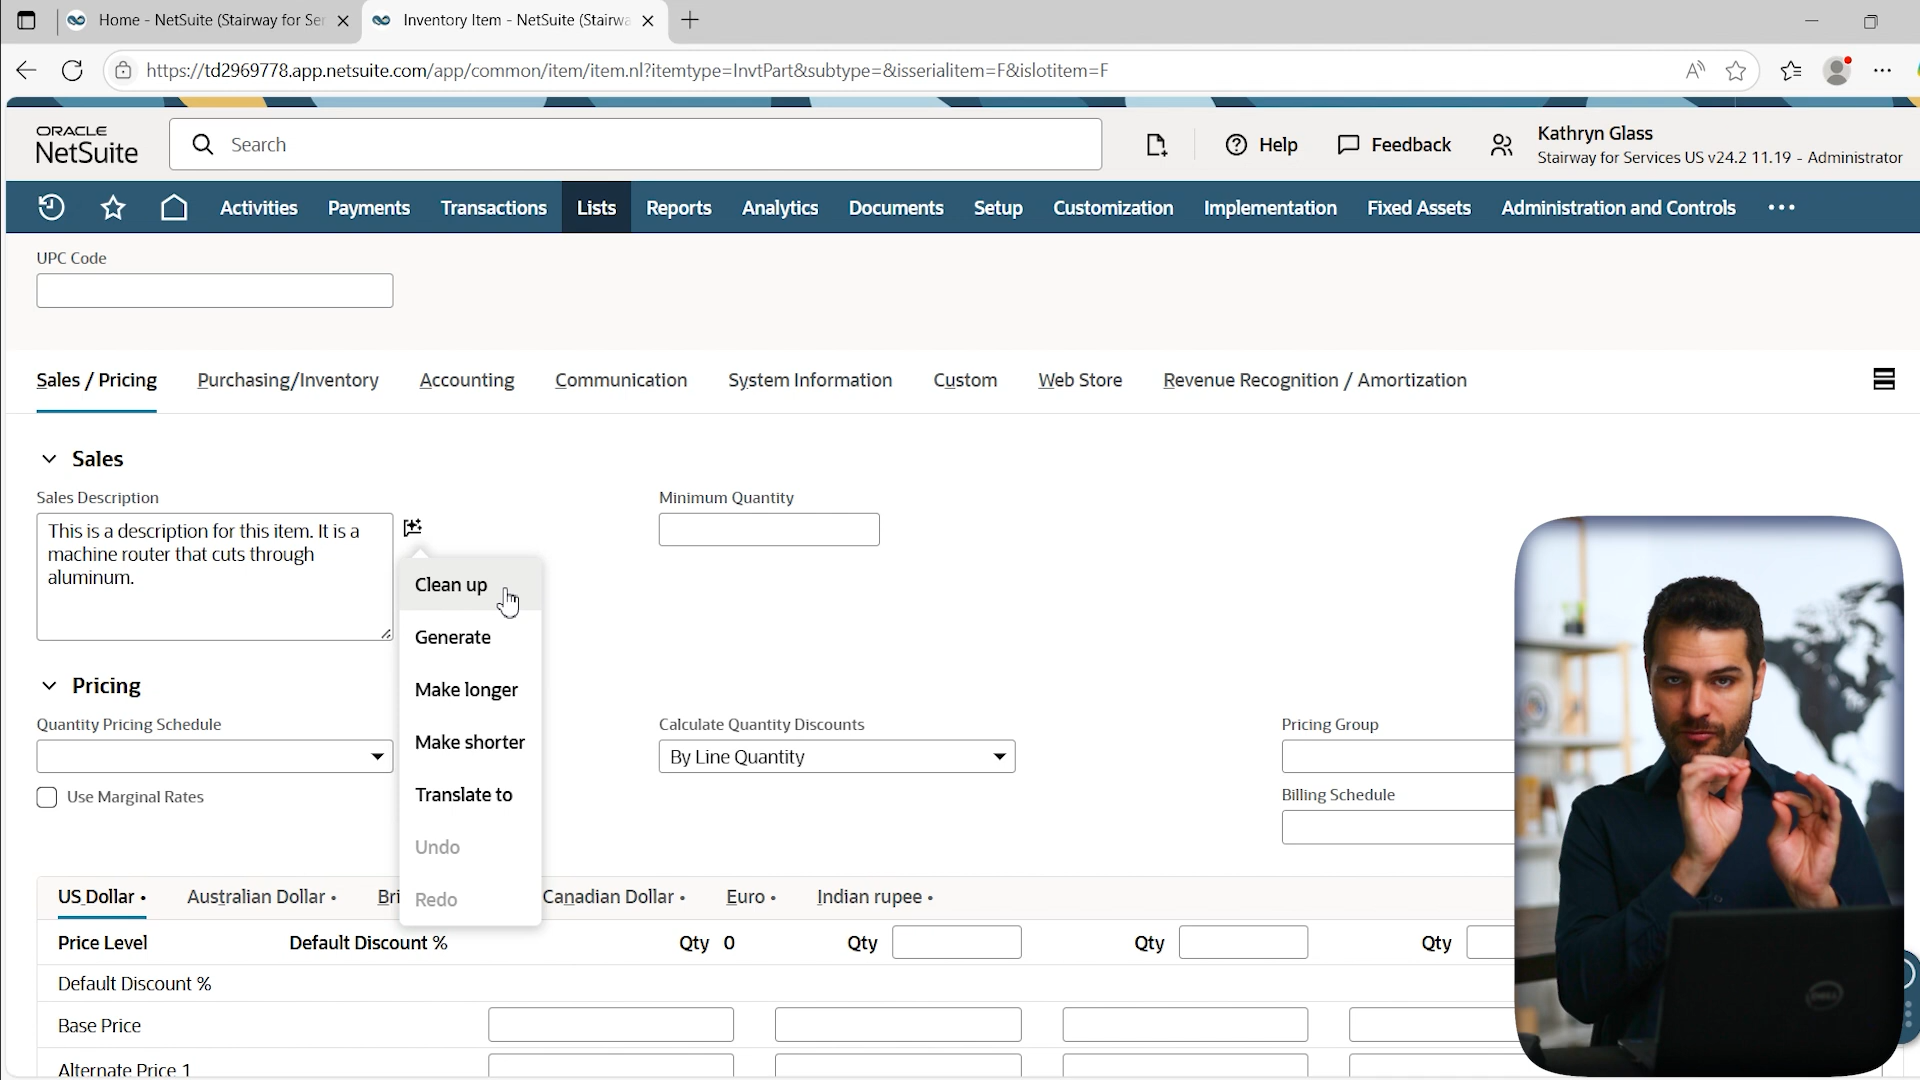 Home - NetSuite (Stairway for Ser
Inventory Item - NetSuite (Stairwa
https://td2969778.app.netsuite.com/app/common/item/item.nl?itemtype=InvtPart&subtype=&isserialitem=F&islotitem=F
ORACLE
NetSuite
Search
Help
Feedback
Kathryn Glass
Stairway for Services US v24.2 11.19 - Administrator
Activities
Payments
Transactions
Lists
Reports
Analytics
Documents
Setup
Customization
Implementation
Fixed Assets
Administration and Controls
UPC Code
Sales / Pricing
Purchasing/Inventory
Accounting
Communication
System Information
Custom
Web Store
Revenue Recognition / Amortization
Sales
Sales Description
Minimum Quantity
This is a description for this item. It is a
machine router that cuts through
aluminum.
Clean up
Generate
Make longer
Make shorter
Translate to
Undo
Redo
Pricing
Quantity Pricing Schedule
Calculate Quantity Discounts
Pricing Group
By Line Quantity
Use Marginal Rates
Billing Schedule
US Dollar •
Australian Dollar •
Bri
Canadian Dollar •
Euro •
Indian rupee •
Price Level
Default Discount %
Qty 0
Qty
Qty
Qty
Default Discount %
Base Price
Alternate Price 1
DELL